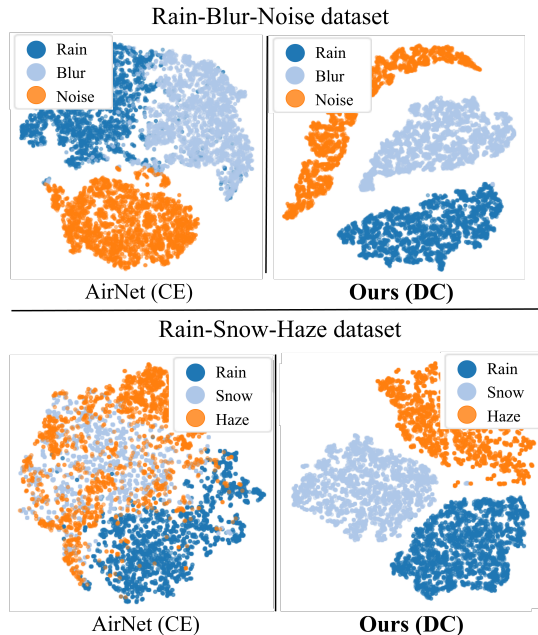 Rain-Blur-Noise dataset
Rain
Blur
Noise
Rain
Blur
Noise
AirNet (CE)
Ours (DC)
Rain-Snow-Haze dataset
Rain
Snow
Haze
Rain
Snow
Haze
AirNet (CE)
Ours (DC)